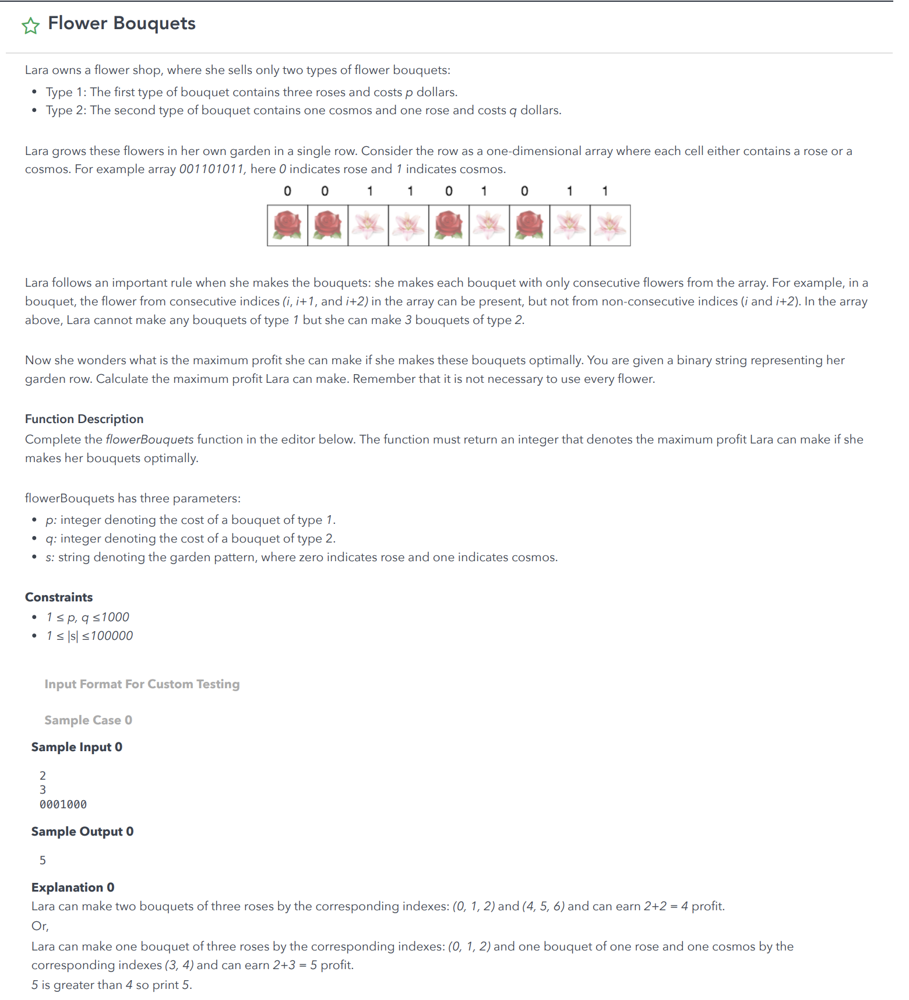 Flower Bouquets
Lara owns a flower shop, where she sells only two types of flower bouquets:
• Type 1: The first type of bouquet contains three roses and costs p dollars.
• Type 2: The second type of bouquet contains one cosmos and one rose and costs q dollars.
Lara grows these flowers in her own garden in a single row. Consider the row as a one-dimensional array where each cell either contains a rose or a
cosmos. For example array 001101011, here 0 indicates rose and 1 indicates cosmos.
0 0 1 1 0 1 0 1 1
Lara follows an important rule when she makes the bouquets: she makes each bouquet with only consecutive flowers from the array. For example, in a
bouquet, the flower from consecutive indices (i, i+1, and i+2) in the array can be present, but not from non-consecutive indices (i and i+2). In the array
above, Lara cannot make any bouquets of type 1 but she can make 3 bouquets of type 2.
Now she wonders what is the maximum profit she can make if she makes these bouquets optimally. You are given a binary string representing her
garden row. Calculate the maximum profit Lara can make. Remember that it is not necessary to use every flower.
Function Description
Complete the flowerBouquets function in the editor below. The function must return an integer that denotes the maximum profit Lara can make if she
makes her bouquets optimally.
flowerBouquets has three parameters:
• p: integer denoting the cost of a bouquet of type 1.
• q: integer denoting the cost of a bouquet of type 2.
• s: string denoting the garden pattern, where zero indicates rose and one indicates cosmos.
Constraints
• 1 ≤ p, q ≤1000
• 1 ≤ |s| ≤100000
Input Format For Custom Testing
Sample Case 0
Sample Input 0
2
3
0001000
Sample Output 0
5
Explanation 0
Lara can make two bouquets of three roses by the corresponding indexes: (0, 1, 2) and (4, 5, 6) and can earn 2+2 = 4 profit.
Or,
Lara can make one bouquet of three roses by the corresponding indexes: (0, 1, 2) and one bouquet of one rose and one cosmos by the
corresponding indexes (3, 4) and can earn 2+3 = 5 profit.
5 is greater than 4 so print 5.